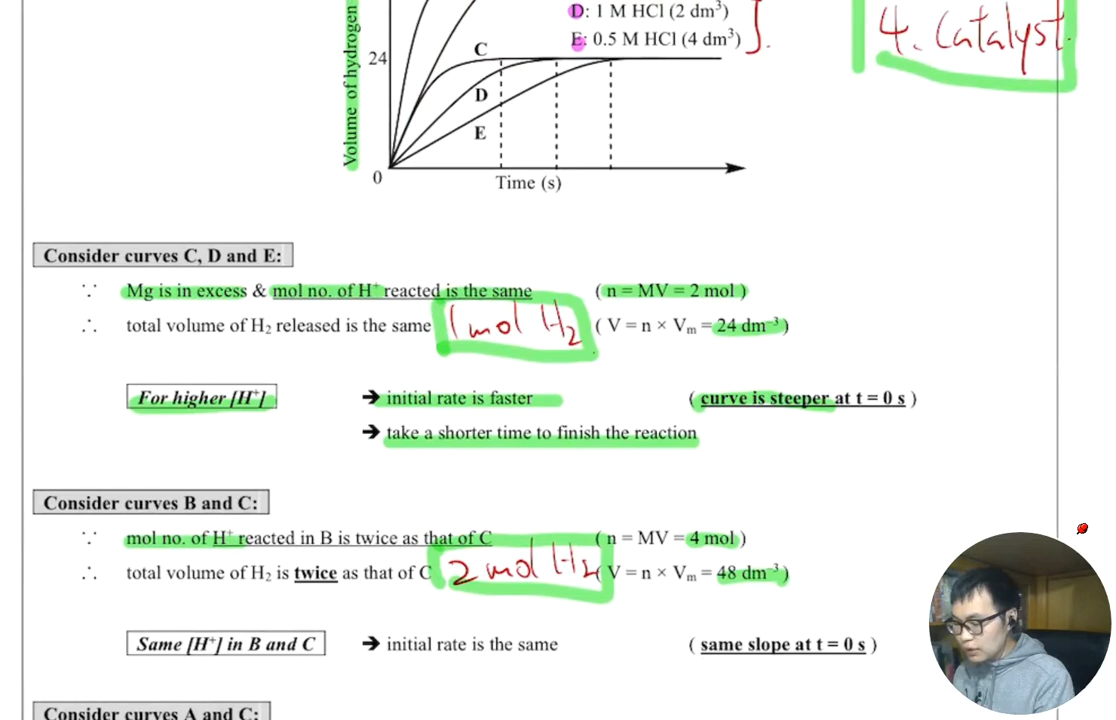 D: 1 M HCl (2 dm³)
E: 0.5 M HCl (4 dm³)
4. Catalyst
Volume of hydrogen
24
C
D
E
0
Time (s)
Consider curves C, D and E:
∵ Mg is in excess & mol no. of H⁺ reacted is the same ( n = MV = 2 mol )
∴ total volume of H₂ released is the same 1 mol H₂ ( V = n × Vₘ = 24 dm⁻³ )
For higher [H⁺] ➔ initial rate is faster ( curve is steeper at t = 0 s )
➔ take a shorter time to finish the reaction
Consider curves B and C:
∵ mol no. of H⁺ reacted in B is twice as that of C ( n = MV = 4 mol )
∴ total volume of H₂ is twice as that of C 2 mol H₂ ( V = n × Vₘ = 48 dm⁻³ )
Same [H⁺] in B and C ➔ initial rate is the same ( same slope at t = 0 s )
Consider curves A and C: